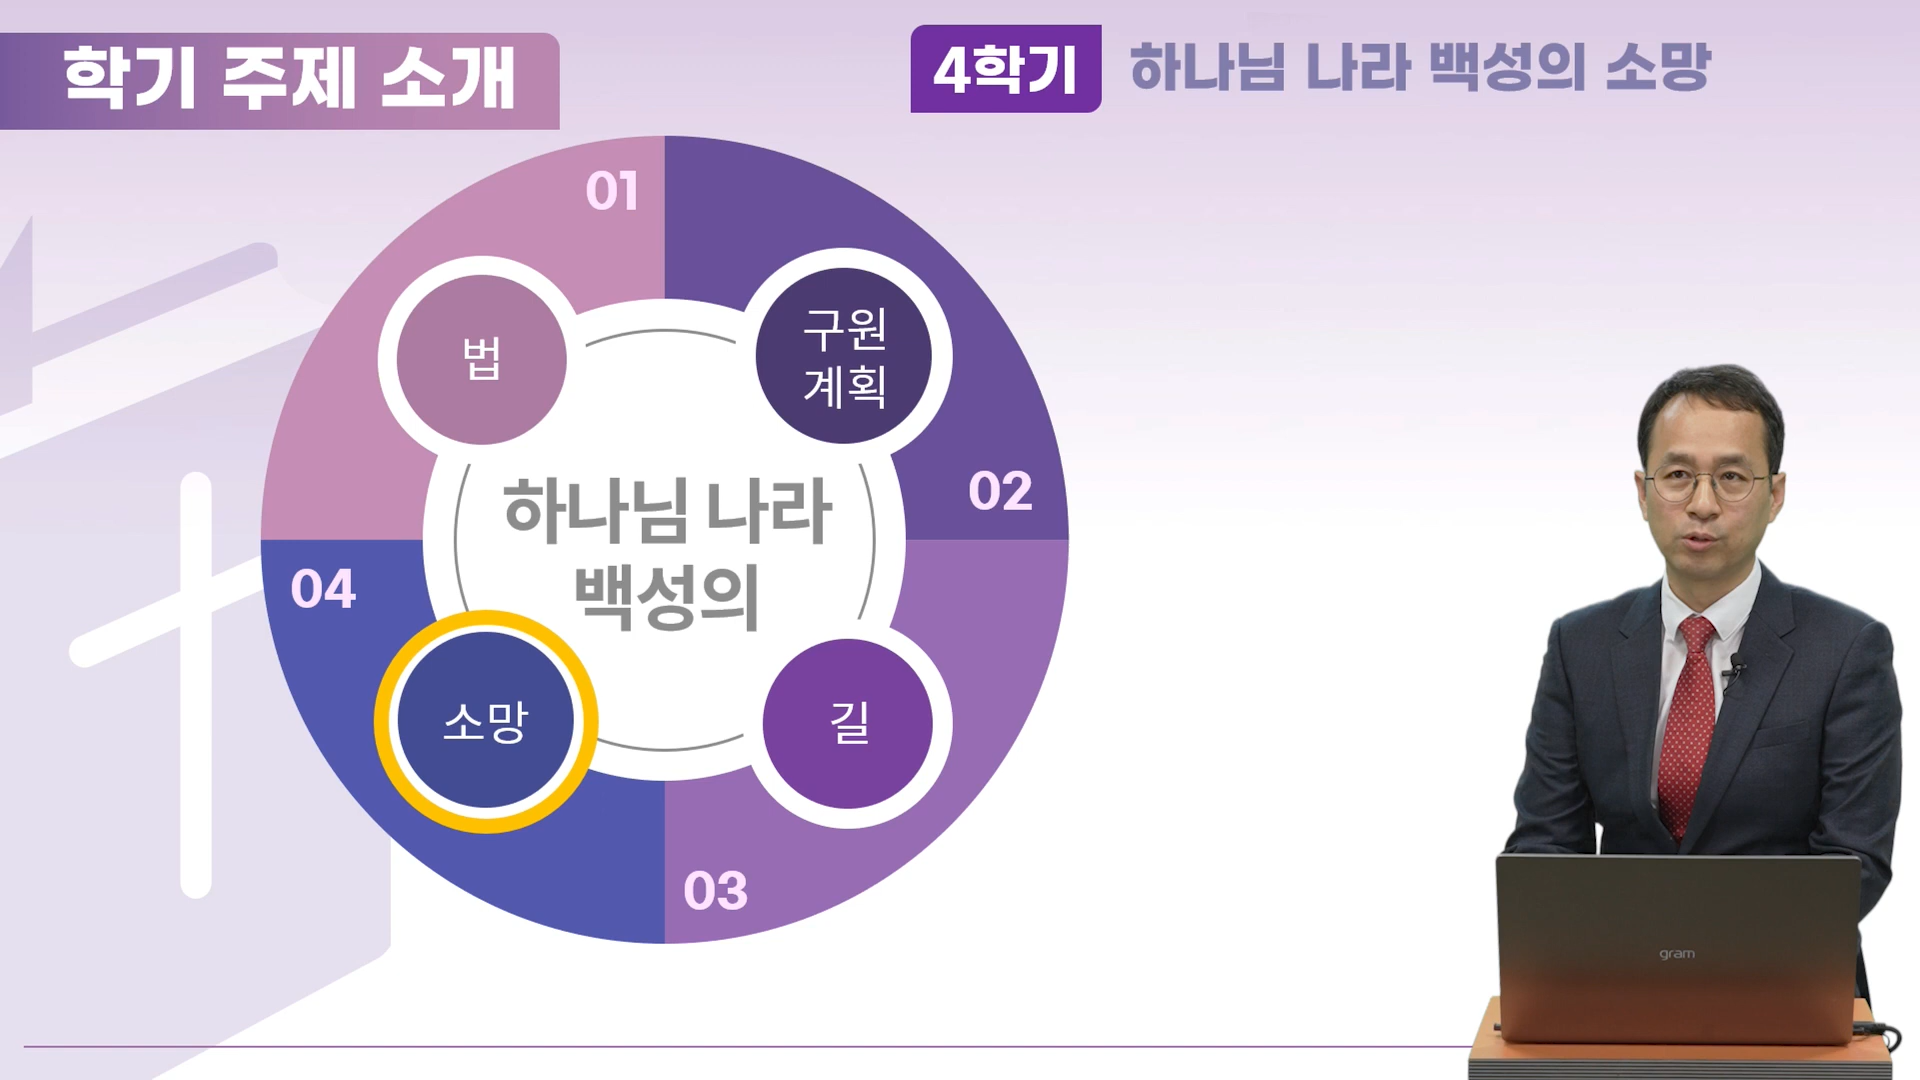 학기 주제 소개
4학기 하나님 나라 백성의 소망
01
법
구원
계획
02
하나님 나라
백성의
04
소망
길
03
gram